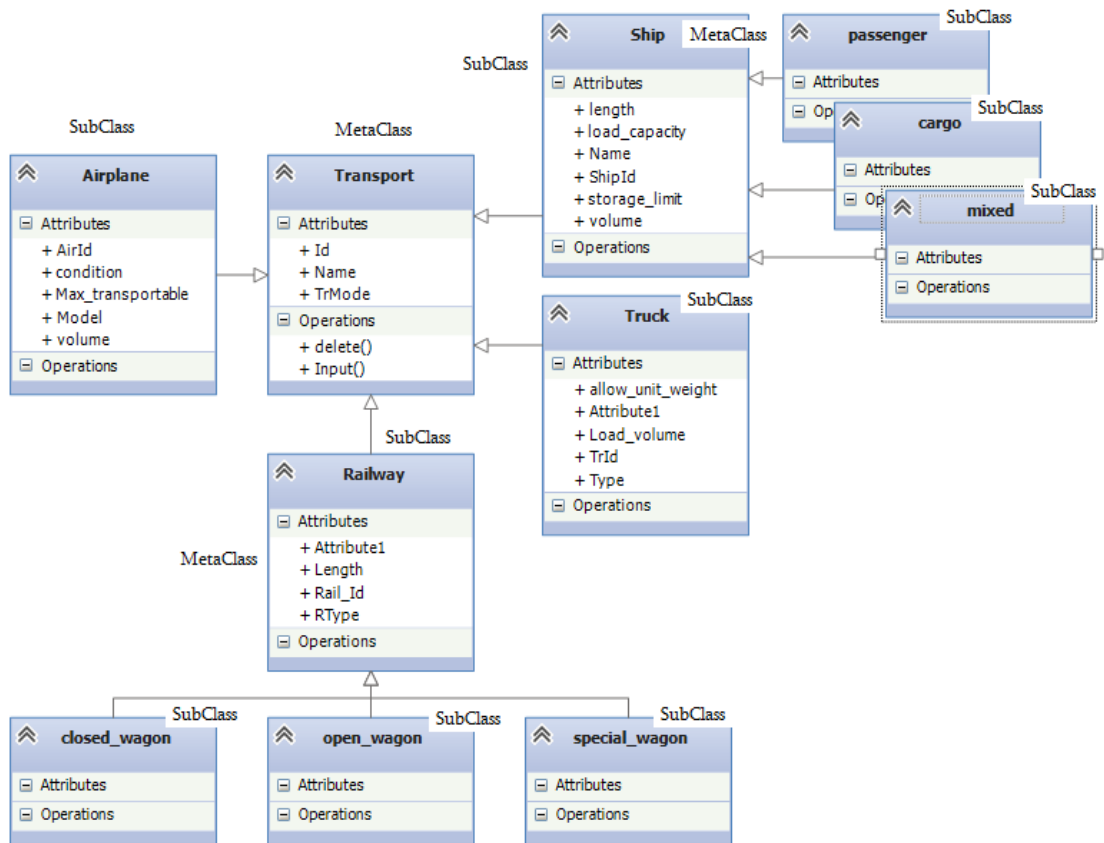 SubClass
Airplane
Attributes
+ AirId
+ condition
+ Max_transportable
+ Model
+ volume
Operations
MetaClass
Transport
Attributes
+ Id
+ Name
+ TrMode
Operations
+ delete()
+ Input()
SubClass
Ship
MetaClass
Attributes
+ length
+ load_capacity
+ Name
+ ShipId
+ storage_limit
+ volume
Operations
SubClass
passenger
Attributes
Op
SubClass
cargo
Attributes
Op
SubClass
mixed
Attributes
Operations
SubClass
Truck
Attributes
+ allow_unit_weight
+ Attribute1
+ Load_volume
+ TrId
+ Type
Operations
SubClass
MetaClass
Railway
Attributes
+ Attribute1
+ Length
+ Rail_Id
+ RType
Operations
SubClass
closed_wagon
Attributes
Operations
SubClass
open_wagon
Attributes
Operations
SubClass
special_wagon
Attributes
Operations